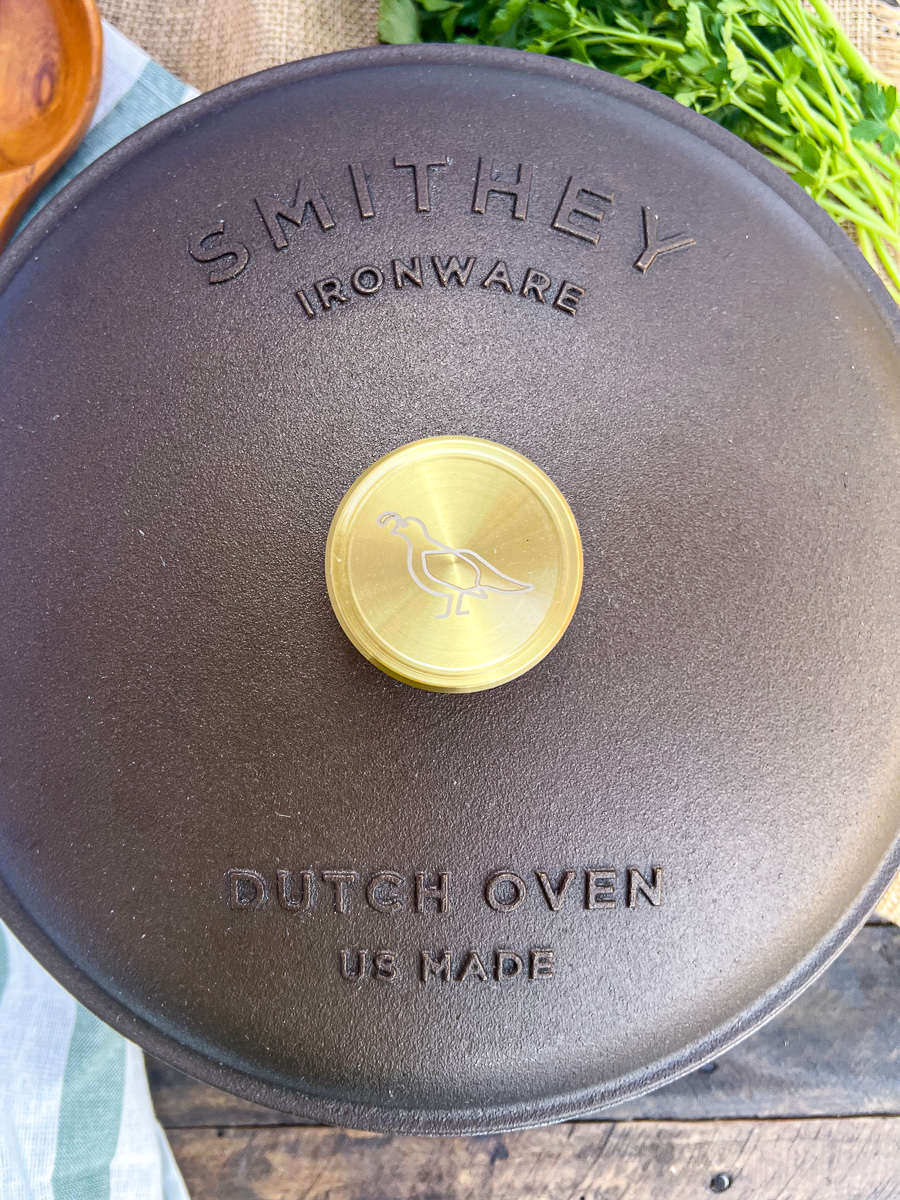 SMITHEY
IRONWARE
DUTCH OVEN
US MADE